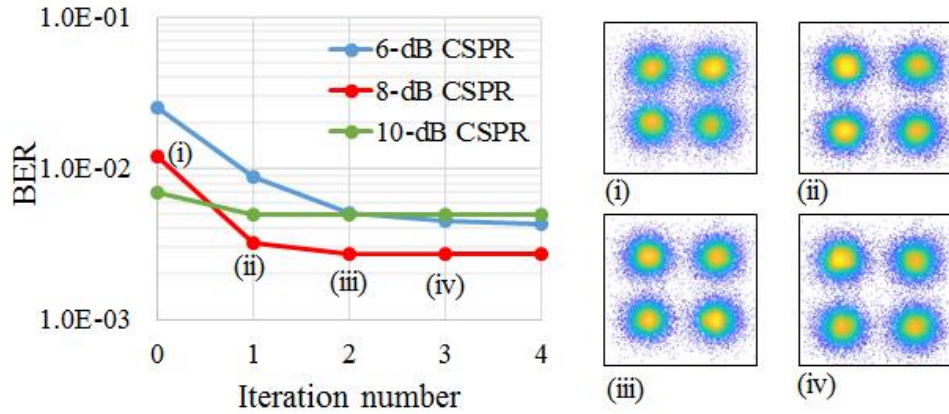 1.0E-01
6-dB CSPR
8-dB CSPR
10-dB CSPR
(i)
1.0E-02
BER
(ii)
(iii)
(iv)
1.0E-03
0 1 2 3 4
Iteration number
(i)
(ii)
(iii)
(iv)